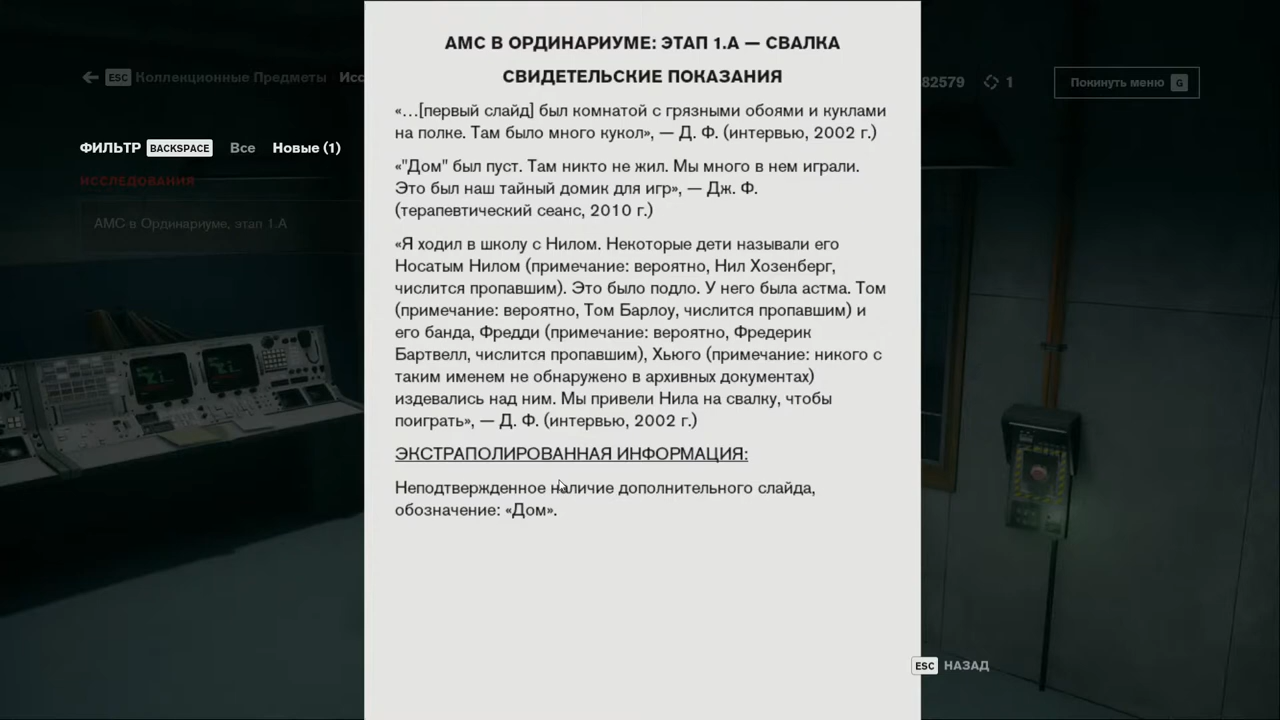 АМС В ОРДИНАРИУМЕ: ЭТАП 1.А — СВАЛКА
СВИДЕТЕЛЬСКИЕ ПОКАЗАНИЯ
ESC Коллекционные Предметы
82579 1 Покинуть меню G
«…[первый слайд] был комнатой с грязными обоями и куклами
на полке. Там было много кукол», — Д. Ф. (интервью, 2002 г.)
ФИЛЬТР BACKSPACE Все Новые (1)
ИССЛЕДОВАНИЯ
АМС в Ординариуме, этап 1.А
«"Дом" был пуст. Там никто не жил. Мы много в нем играли.
Это был наш тайный домик для игр», — Дж. Ф.
(терапевтический сеанс, 2010 г.)
«Я ходил в школу с Нилом. Некоторые дети называли его
Носатым Нилом (примечание: вероятно, Нил Хозенберг,
числится пропавшим). Это было подло. У него была астма. Том
(примечание: вероятно, Том Барлоу, числится пропавшим) и
его банда, Фредди (примечание: вероятно, Фредерик
Бартвелл, числится пропавшим), Хьюго (примечание: никого с
таким именем не обнаружено в архивных документах)
издевались над ним. Мы привели Нила на свалку, чтобы
поиграть», — Д. Ф. (интервью, 2002 г.)
ЭКСТРАПОЛИРОВАННАЯ ИНФОРМАЦИЯ:
Неподтвержденное наличие дополнительного слайда,
обозначение: «Дом».
ESC НАЗАД